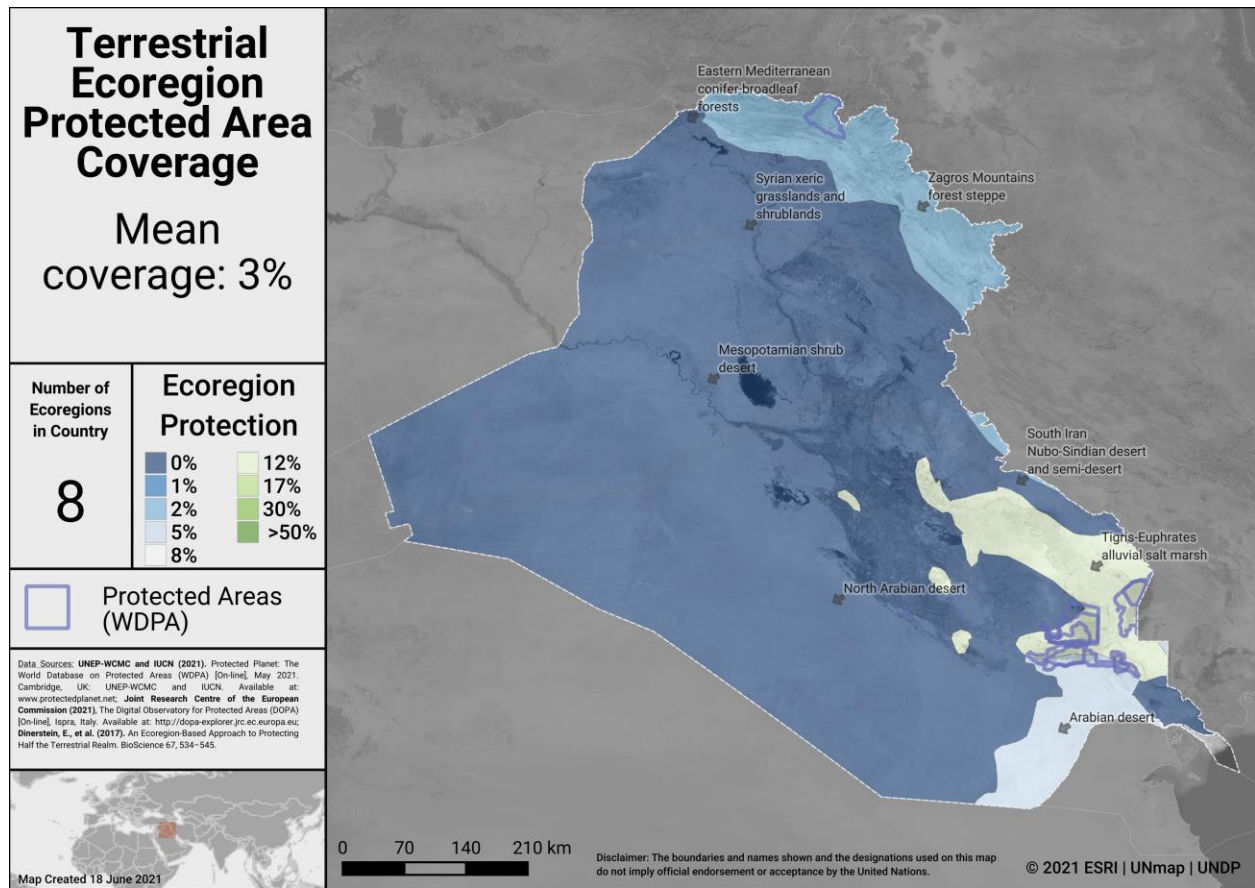 Terrestrial
Ecoregion
Protected Area
Coverage
Mean
coverage: 3%
Number of
Ecoregions
in Country
8
Ecoregion
Protection
0%
1%
2%
5%
8%
12%
17%
30%
>50%
Protected Areas
(WDPA)
Data Sources: UNEP-WCMC and IUCN (2021). Protected Planet: The
World Database on Protected Areas (WDPA) [On-line], May 2021.
Cambridge, UK: UNEP-WCMC and IUCN. Available at:
www.protectedplanet.net; Joint Research Centre of the European
Commission (2021), The Digital Observatory for Protected Areas (DOPA)
[On-line], Ispra, Italy. Available at: http://dopa-explorer.jrc.ec.europa.eu;
Dinerstein, E., et al. (2017). An Ecoregion-Based Approach to Protecting
Half the Terrestrial Realm. BioScience 67, 534–545.
Map Created 18 June 2021
Eastern Mediterranean
conifer-broadleaf
forests
Syrian xeric
grasslands and
shrublands
Zagros Mountains
forest steppe
Mesopotamian shrub
desert
South Iran
Nubo-Sindian desert
and semi-desert
Tigris-Euphrates
alluvial salt marsh
North Arabian desert
Arabian desert
0 70 140 210 km
Disclaimer: The boundaries and names shown and the designations used on this map
do not imply official endorsement or acceptance by the United Nations.
© 2021 ESRI | UNmap | UNDP